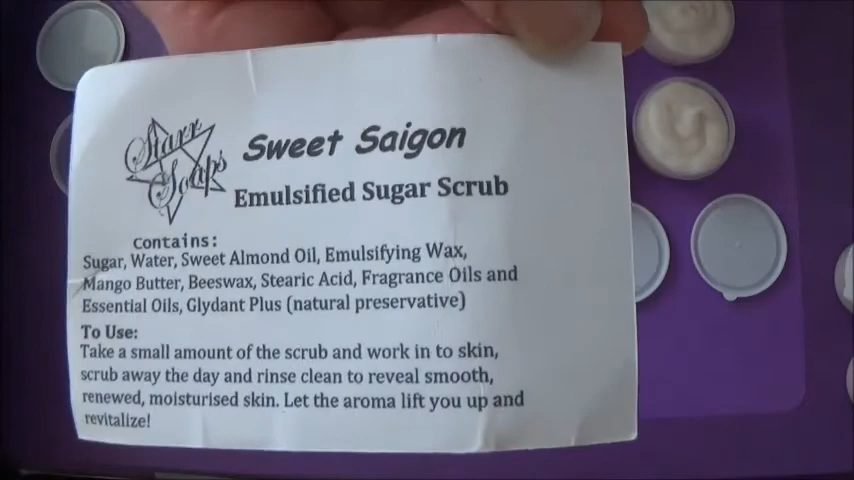 Starr
Soaps
Sweet Saigon
Emulsified Sugar Scrub
Contains:
Sugar, Water, Sweet Almond Oil, Emulsifying Wax,
Mango Butter, Beeswax, Stearic Acid, Fragrance Oils and
Essential Oils, Glydant Plus (natural preservative)
To Use:
Take a small amount of the scrub and work in to skin,
scrub away the day and rinse clean to reveal smooth,
renewed, moisturised skin. Let the aroma lift you up and
revitalize!